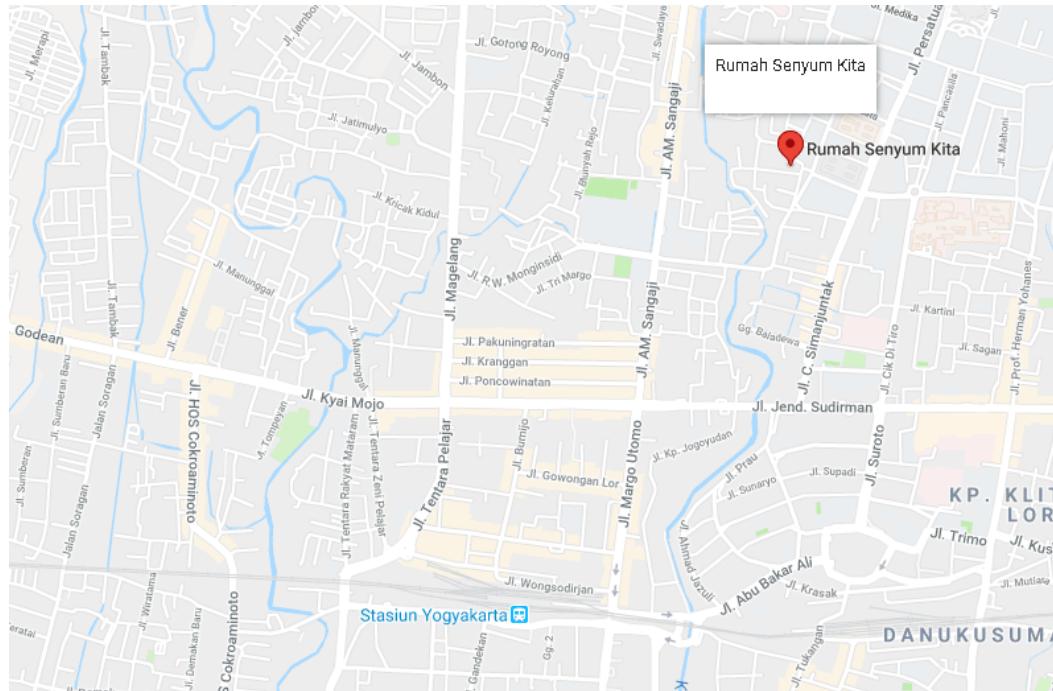 Jl. Medika
Jl. Persatuan
Jl. Merapi
Jl. Tambak
Jl. Jambon
Jl. Jambon
Jl. Gotong Royong
Jl. Kelurahan
Jl. Swadaya
Jl. AM. Sangaji
Rumah Senyum Kita
Jl. Pancasila
Jl. Mahoni
Jl. Jatimulyo
Jl. Blunyah Rejo
Rumah Senyum Kita
Jl. Kricak Kidul
Jl. Manunggal
Jl. Magelang
Jl. R.W. Monginsidi
Jl. Tri Margo
Jl. AM. Sangaji
Jl. C. Simanjuntak
Jl. Prof. Herman Yohanes
Jl. Tambak
Jl. Bener
Jl. Manunggal
Gg. Bajadewa
Jl. Kartini
Jl. Cik Di Tiro
Jl. Sagan
Godean
Jl. Pakuningratan
Jl. Kranggan
Jl. Poncowinatan
Jl. Sumberan Baru
Jalan Soragan
Jl. HOS Cokroaminoto
Jl. Kyai Mojo
Jl. Jend. Sudirman
Jl. Tompeyan
Jl. Tentara Rakyat Mataram
Jl. Tentara Zeni Pelajar
Jl. Tentara Pelajar
Jl. Bumijo
Jl. Margo Utomo
Jl. Kp. Jogoyudan
Jl. Suroto
Jl. Prau
Jl. Sunaryo
Jl. Supadi
Jl. Gowongan Lor
Jl. Sumberan
Jalan Soragan
KP. KLIT
LOR
Jl. Trimo
Jl. Kus
Jl. Ahmad Jazuli
Jl. Abu Bakar Ali
Jl. Krasak
Jl. Mutiara
Jl. Wongsodirjan
Stasiun Yogyakarta
Jl. Wiratama
Jl. Demakan Baru
S Cokroaminoto
Jl. Gandekan
Gg. 2
Jl. Tukangan
DANUKUSUMA